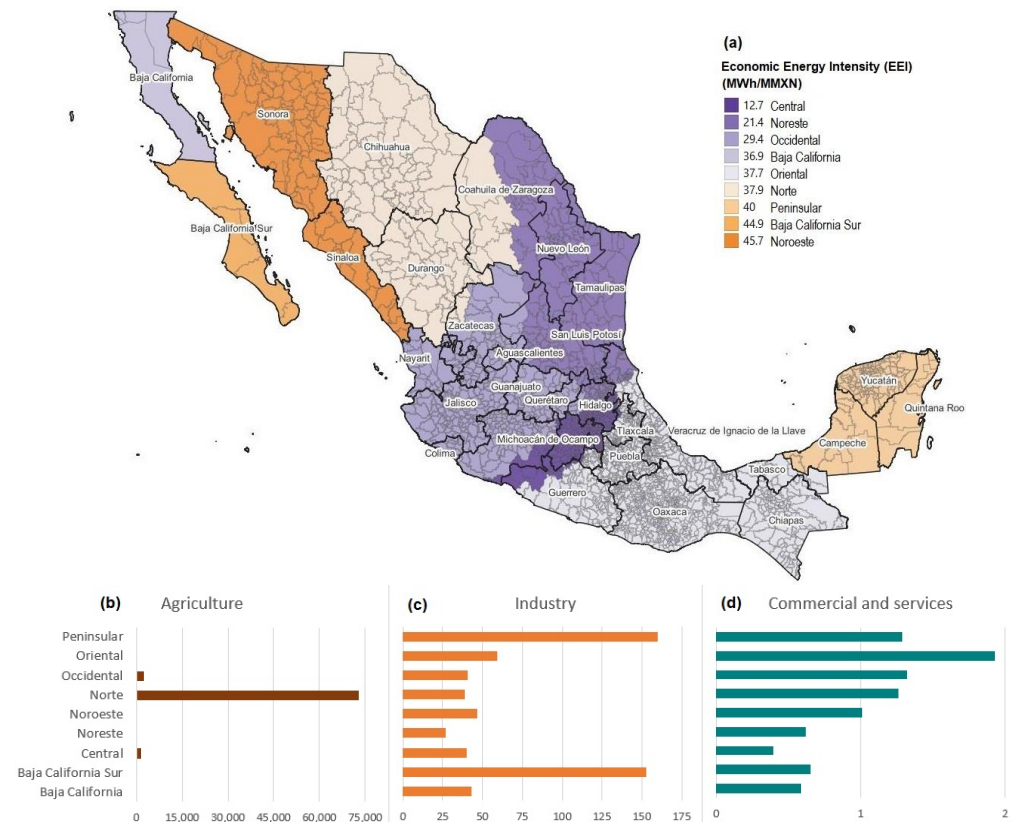 (a)
Economic Energy Intensity (EEI)
(MWh/MMXN)
12.7 Central
21.4 Noreste
29.4 Occidental
36.9 Baja California
37.7 Oriental
37.9 Norte
40 Peninsular
44.9 Baja California Sur
45.7 Noroeste
Baja California
Sonora
Chihuahua
Coahuila de Zaragoza
Baja California Sur
Nuevo León
Sinaloa
Durango
Tamaulipas
Zacatecas
San Luis Potosí
Nayarit
Aguascalientes
Yucatán
Guanajuato
Jalisco
Querétaro
Hidalgo
Quintana Roo
Tlaxcala
Veracruz de Ignacio de la Llave
Michoacán de Ocampo
Campeche
Colima
Puebla
Tabasco
Guerrero
Oaxaca
Chiapas
(b) Agriculture
Peninsular
Oriental
Occidental
Norte
Noroeste
Noreste
Central
Baja California Sur
Baja California
0 15,000 30,000 45,000 60,000 75,000
(c) Industry
0 25 50 75 100 125 150 175
(d) Commercial and services
0 1 2